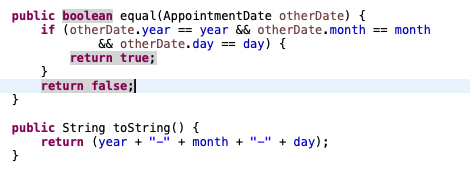 public boolean equal(AppointmentDate otherDate) {
if (otherDate.year == year && otherDate.month == month
&& otherDate.day == day) {
return true;
}
return false;
}
public String toString() {
return (year + "-" + month + "-" + day);
}